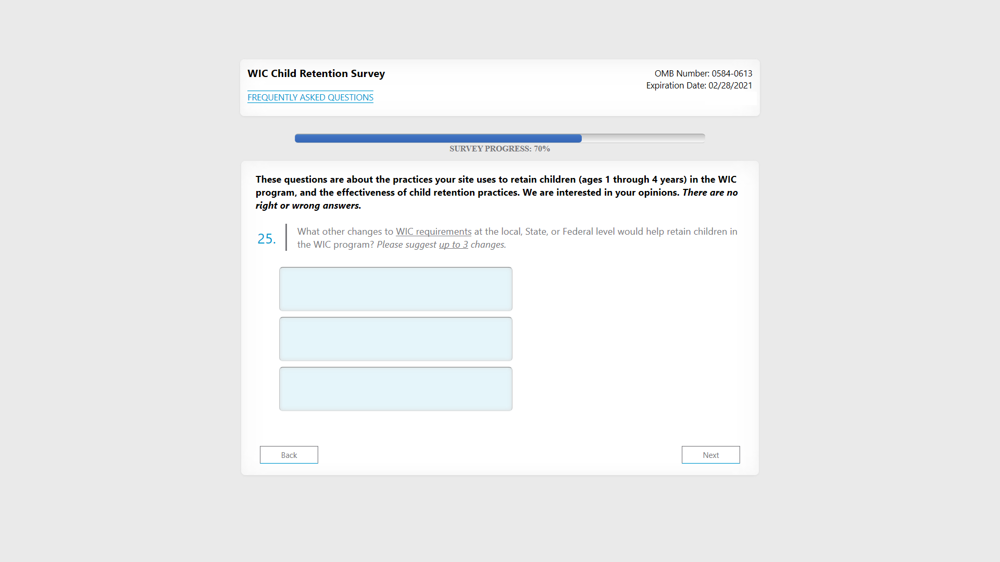 WIC Child Retention Survey
OMB Number: 0584-0613
Expiration Date: 02/28/2021
FREQUENTLY ASKED QUESTIONS
SURVEY PROGRESS: 70%
These questions are about the practices your site uses to retain children (ages 1 through 4 years) in the WIC
program, and the effectiveness of child retention practices. We are interested in your opinions. There are no
right or wrong answers.
25.
What other changes to WIC requirements at the local, State, or Federal level would help retain children in
the WIC program? Please suggest up to 3 changes.
Back
Next